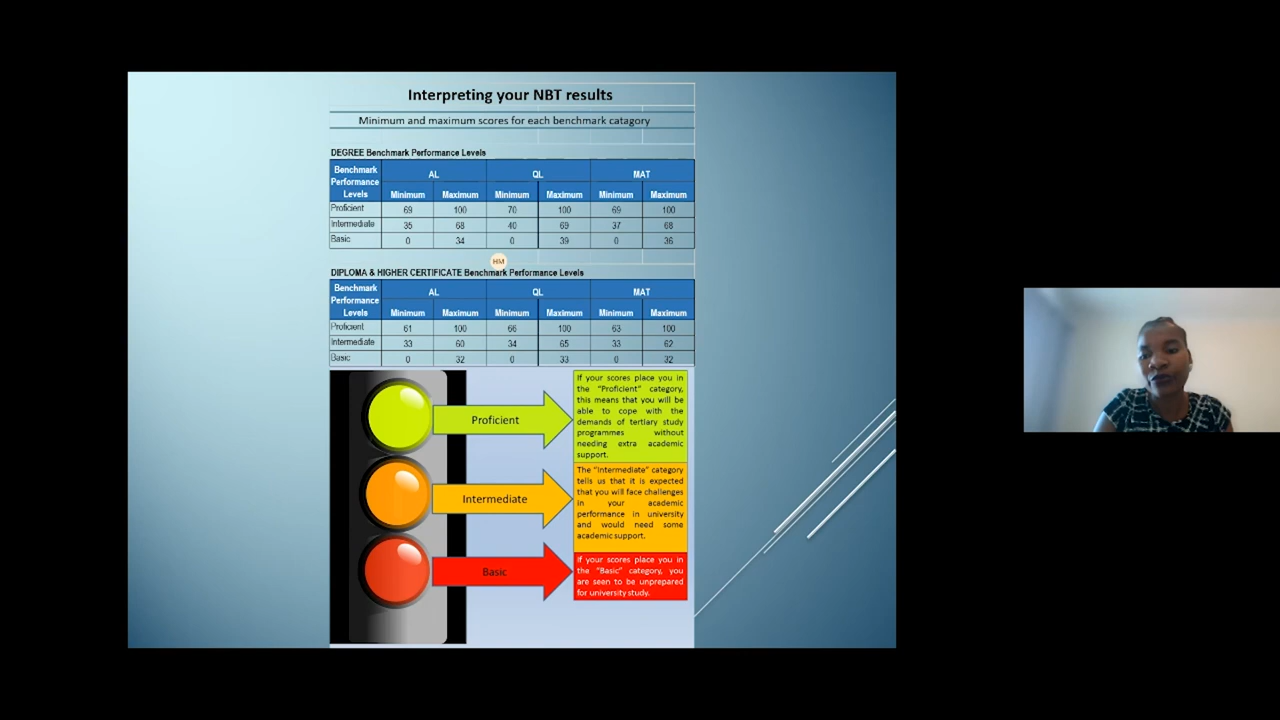 Interpreting your NBT results
Minimum and maximum scores for each benchmark catagory
DEGREE Benchmark Performance Levels
Benchmark Performance Levels AL QL MAT
Minimum Maximum Minimum Maximum Minimum Maximum
Proficient 69 100 70 100 69 100
Intermediate 35 68 40 69 37 68
Basic 0 34 0 39 0 36
HM
DIPLOMA & HIGHER CERTIFICATE Benchmark Performance Levels
Benchmark Performance Levels AL QL MAT
Minimum Maximum Minimum Maximum Minimum Maximum
Proficient 61 100 66 100 63 100
Intermediate 33 60 34 65 33 62
Basic 0 32 0 33 0 32
Proficient
If your scores place you in
the "Proficient" category,
this means that you will be
able to cope with the
demands of tertiary study
programmes without
needing extra academic
support.
Intermediate
The "Intermediate" category
tells us that it is expected
that you will face challenges
in your academic
performance in university
and would need some
academic support.
Basic
if your scores place you in
the "Basic" category, you
are seen to be unprepared
for university study.